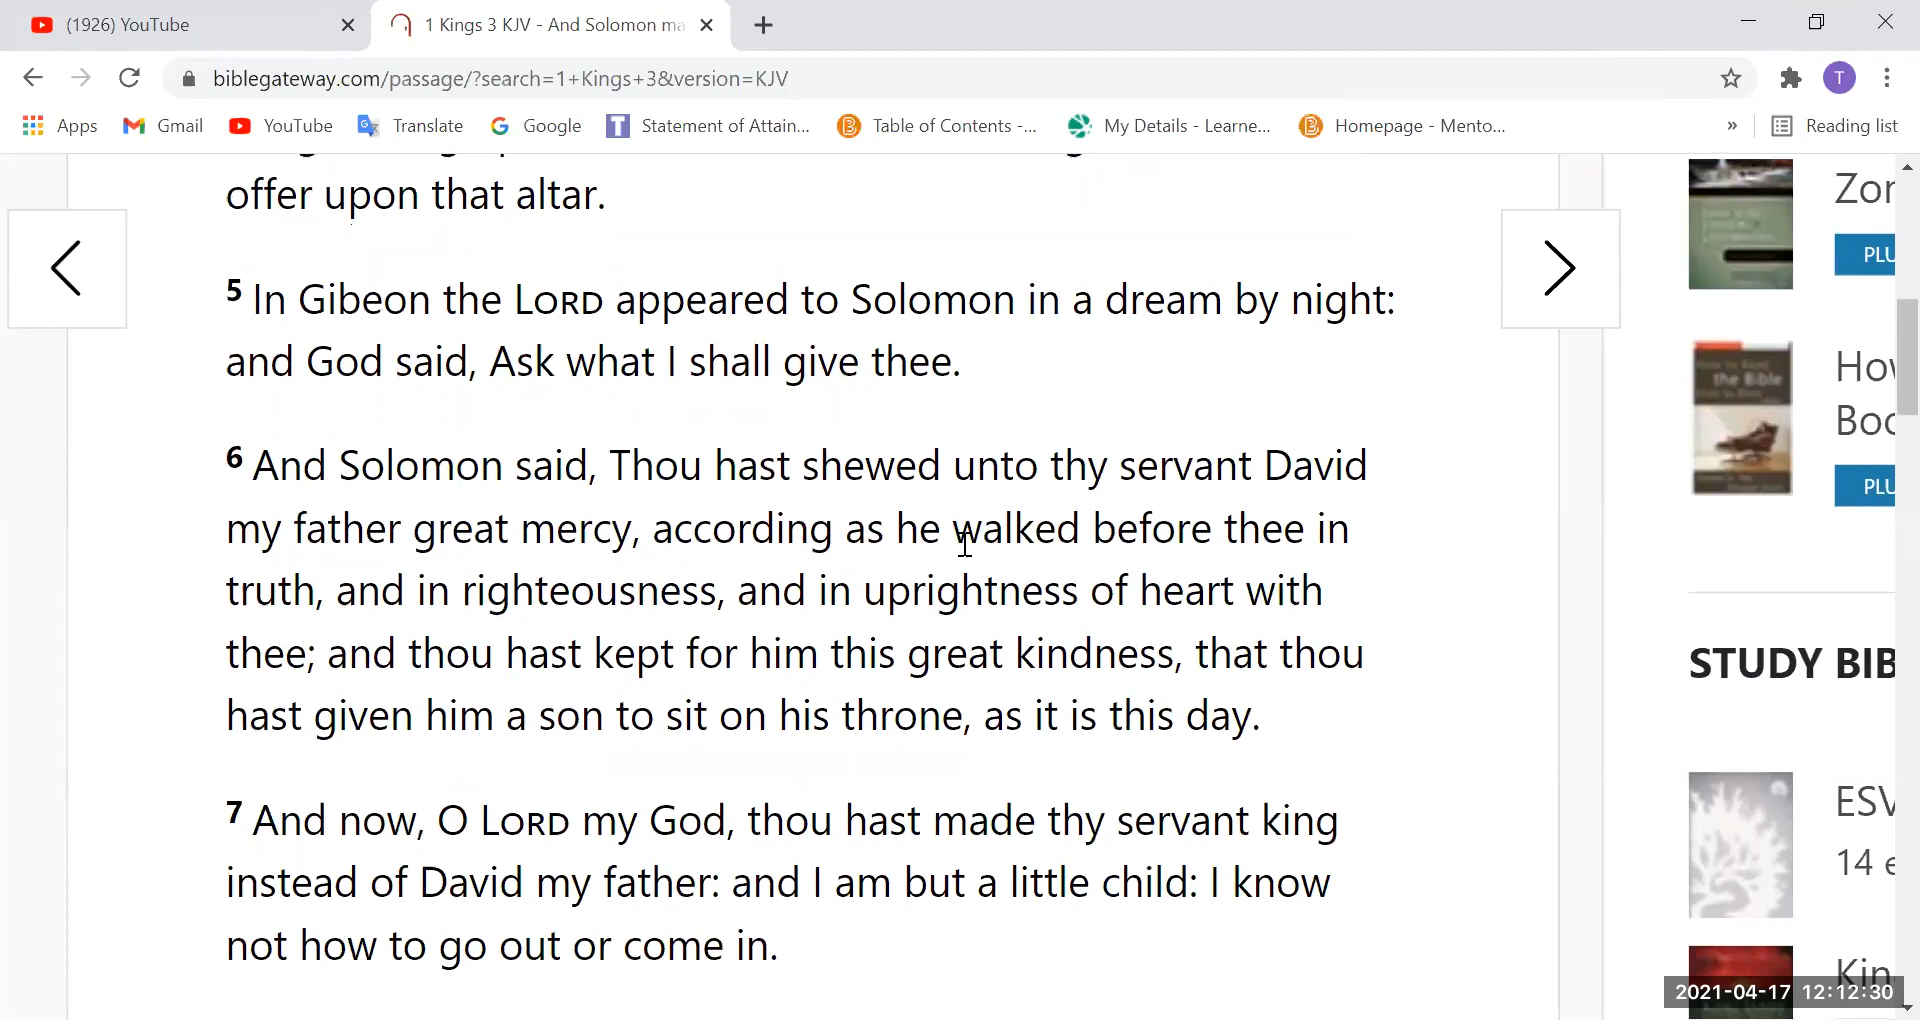 (1926) YouTube
1 Kings 3 KJV - And Solomon ma
biblegateway.com/passage/?search=1+Kings+3&version=KJV
T
Apps Gmail YouTube Translate Google Statement of Attain... Table of Contents -... My Details - Learne... Homepage - Mento... » Reading list
offer upon that altar.
5 In Gibeon the LORD appeared to Solomon in a dream by night:
and God said, Ask what I shall give thee.
6 And Solomon said, Thou hast shewed unto thy servant David
my father great mercy, according as he walked before thee in
truth, and in righteousness, and in uprightness of heart with
thee; and thou hast kept for him this great kindness, that thou
hast given him a son to sit on his throne, as it is this day.
7 And now, O LORD my God, thou hast made thy servant king
instead of David my father: and I am but a little child: I know
not how to go out or come in.
Zor
PLU
the Bible
How
Boo
PLU
STUDY BIB
ESV
14 e
Kin
2021-04-17 12:12:30